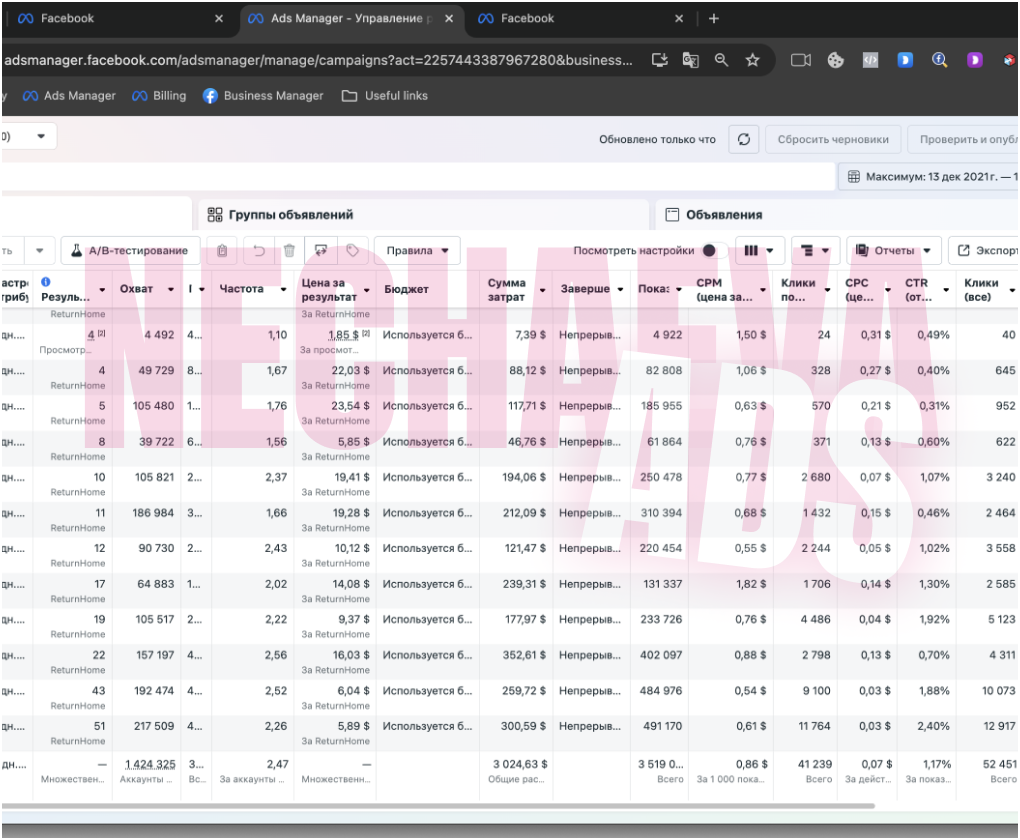 Facebook × Ads Manager - Управление р × Facebook × +
adsmanager.facebook.com/adsmanager/manage/campaigns?act=2257443387967280&business...
y Ads Manager Billing Business Manager Useful links
0) Обновлено только что Сбросить черновики Проверить и опубл
Максимум: 13 дек 2021 г. — 1
Группы объявлений Объявления
ть A/B-тестирование Правила Посмотреть настройки Отчеты Экспорт
астро трибу Резуль... Охват Частота Цена за результат Бюджет Сумма затрат Заверше Показ CPM (цена за... Клики по... CPC (це... CTR (от... Клики (все)
ReturnHome За ReturnHome
дн.... 4 [2] 4 492 4... 1,10 1,85 $ [2] Используется б... 7,39 $ Непрерыв... 4 922 1,50 $ 24 0,31 $ 0,49% 40
Просмотр... За просмот...
дн.... 4 49 729 8... 1,67 22,03 $ Используется б... 88,12 $ Непрерыв... 82 808 1,06 $ 328 0,27 $ 0,40% 645
ReturnHome За ReturnHome
дн.... 5 105 480 1... 1,76 23,54 $ Используется б... 117,71 $ Непрерыв... 185 955 0,63 $ 570 0,21 $ 0,31% 952
ReturnHome За ReturnHome
дн.... 8 39 722 6... 1,56 5,85 $ Используется б... 46,76 $ Непрерыв... 61 864 0,76 $ 371 0,13 $ 0,60% 622
ReturnHome За ReturnHome
дн.... 10 105 821 2... 2,37 19,41 $ Используется б... 194,06 $ Непрерыв... 250 478 0,77 $ 2 680 0,07 $ 1,07% 3 240
ReturnHome За ReturnHome
дн.... 11 186 984 3... 1,66 19,28 $ Используется б... 212,09 $ Непрерыв... 310 394 0,68 $ 1 432 0,15 $ 0,46% 2 464
ReturnHome За ReturnHome
дн.... 12 90 730 2... 2,43 10,12 $ Используется б... 121,47 $ Непрерыв... 220 454 0,55 $ 2 244 0,05 $ 1,02% 3 558
ReturnHome За ReturnHome
дн.... 17 64 883 1... 2,02 14,08 $ Используется б... 239,31 $ Непрерыв... 131 337 1,82 $ 1 706 0,14 $ 1,30% 2 585
ReturnHome За ReturnHome
дн.... 19 105 517 2... 2,22 9,37 $ Используется б... 177,97 $ Непрерыв... 233 726 0,76 $ 4 486 0,04 $ 1,92% 5 123
ReturnHome За ReturnHome
дн.... 22 157 197 4... 2,56 16,03 $ Используется б... 352,61 $ Непрерыв... 402 097 0,88 $ 2 798 0,13 $ 0,70% 4 311
ReturnHome За ReturnHome
дн.... 43 192 474 4... 2,52 6,04 $ Используется б... 259,72 $ Непрерыв... 484 976 0,54 $ 9 100 0,03 $ 1,88% 10 073
ReturnHome За ReturnHome
дн.... 51 217 509 4... 2,26 5,89 $ Используется б... 300,59 $ Непрерыв... 491 170 0,61 $ 11 764 0,03 $ 2,40% 12 917
ReturnHome За ReturnHome
дн.... — 1 424 325 3... 2,47 — 3 024,63 $ 3 519 0... 0,86 $ 41 239 0,07 $ 1,17% 52 451
Множествен... Аккаунты ... Вс... За аккаунты ... Множественн... Общие рас... Всего За 1 000 пока... Всего За дейст... За показ... Всего
NECHAEVA
ADS